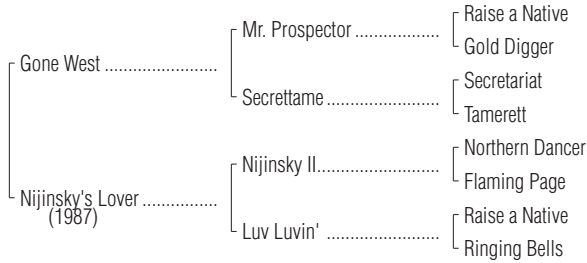 Raise a Native
Mr. Prospector ..................
Gold Digger
Gone West ........................
Secretariat
Secrettame ........................
Tamerett
Northern Dancer
Nijinsky II..........................
Flaming Page
Nijinsky's Lover ................
(1987)
Raise a Native
Luv Luvin' ........................
Ringing Bells